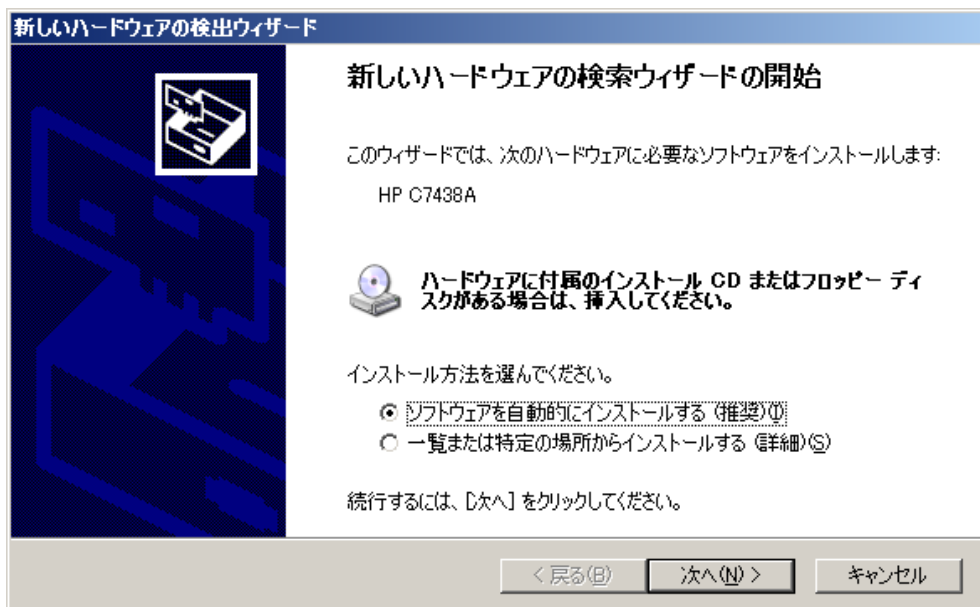 新しいハードウェアの検出ウィザード
新しいハードウェアの検索ウィザードの開始
このウィザードでは、次のハードウェアに必要なソフトウェアをインストールします:
HP C7438A
ハードウェアに付属のインストール CD またはフロッピー ディ
スクがある場合は、挿入してください。
インストール方法を選んでください。
ソフトウェアを自動的にインストールする (推奨)(I)
一覧または特定の場所からインストールする (詳細)(S)
続行するには、[次へ] をクリックしてください。
< 戻る(B)
次へ(N) >
キャンセル